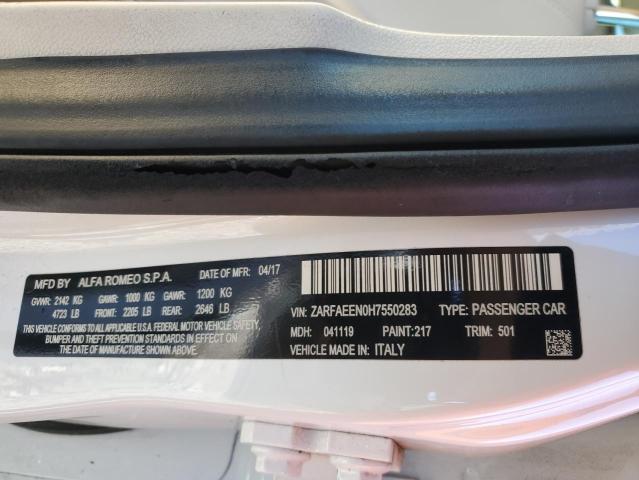 MFD BY ALFA ROMEO S.P.A. DATE OF MFR: 04/17
GVWR: 2142 KG GAWR: 1000 KG GAWR: 1200 KG
4723 LB FRONT: 2205 LB REAR: 2646 LB
THIS VEHICLE CONFORMS TO ALL APPLICABLE U.S.A. FEDERAL MOTOR VEHICLE SAFETY,
BUMPER AND THEFT PREVENTION STANDARDS IN EFFECT ON
THE DATE OF MANUFACTURE SHOWN ABOVE.
VIN: ZARFAEEN0H7550283 TYPE: PASSENGER CAR
MDH: 041119 PAINT: 217 TRIM: 501
VEHICLE MADE IN: ITALY